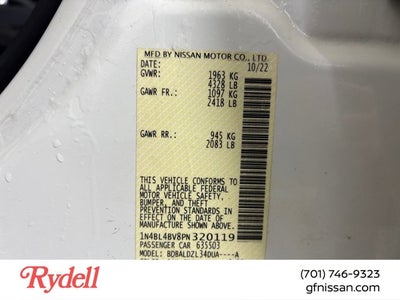 MFD BY NISSAN MOTOR CO., LTD.
DATE: 10/22
GVWR: 1963 KG
4328 LB
GAWR FR.: 1097 KG
2418 LB
GAWR RR.: 945 KG
2083 LB
THIS VEHICLE CONFORMS TO
ALL APPLICABLE FEDERAL
MOTOR VEHICLE SAFETY,
BUMPER, AND THEFT
PREVENTION STANDARDS IN
EFFECT ON THE DATE OF
MANUFACTURE SHOWN ABOVE.
1N4BL4BV8PN320119
PASSENGER CAR 635503
MODEL: BDBALDZL34DUA----A
Rydell
(701) 746-9323
gfnissan.com